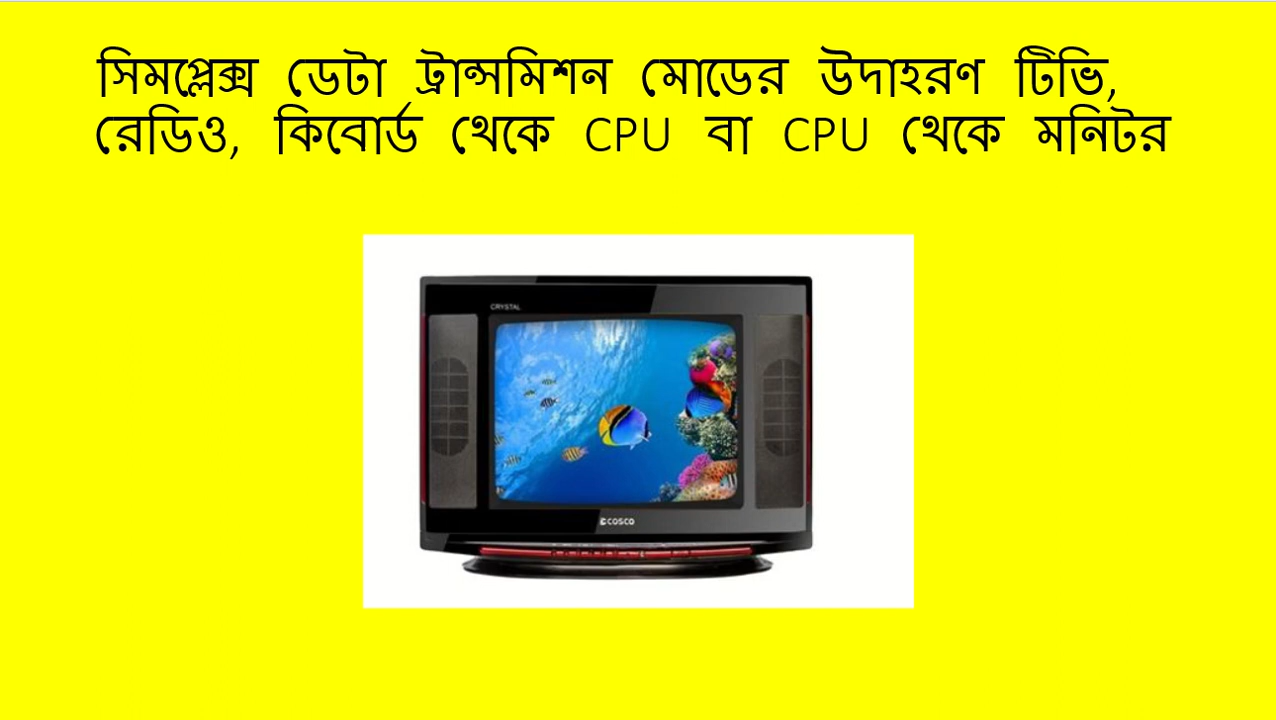 সিমপ্লেক্স ডেটা ট্রান্সমিশন মোডের উদাহরণ টিভি,
রেডিও, কিবোর্ড থেকে CPU বা CPU থেকে মনিটর
CRYSTAL
COSCO